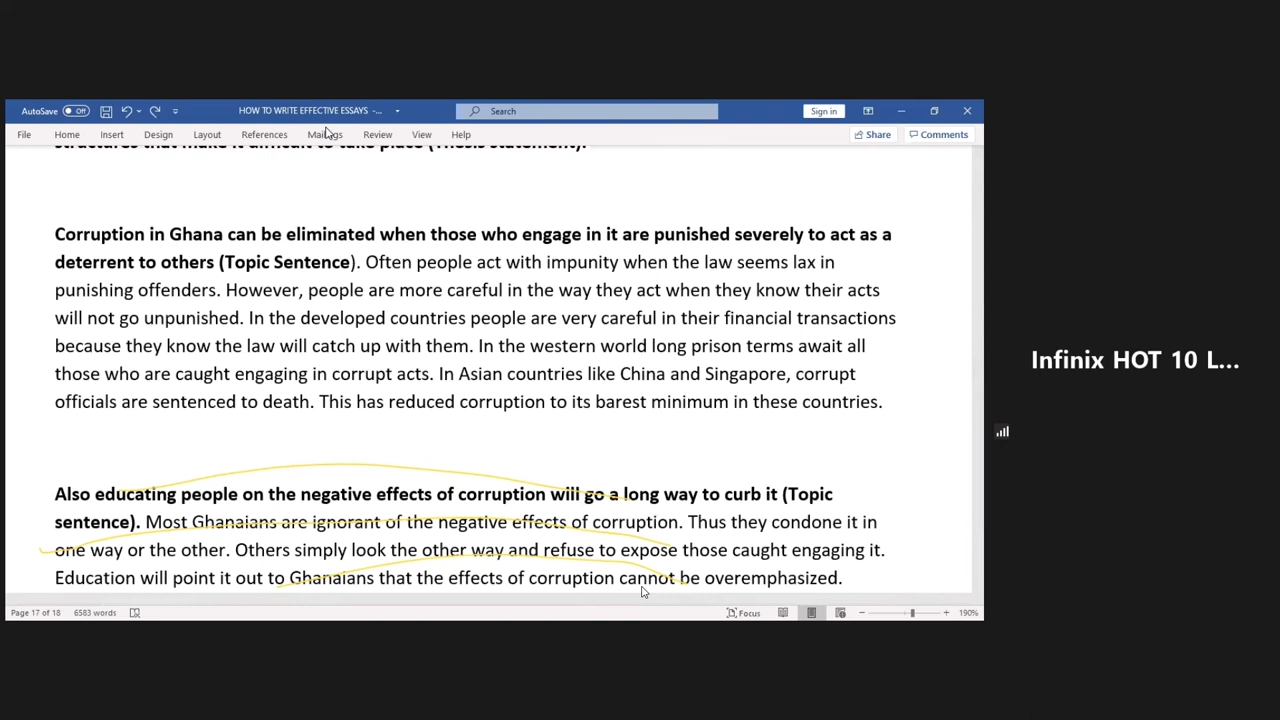 AutoSave Off HOW TO WRITE EFFECTIVE ESSAYS -... Search Sign in
File Home Insert Design Layout References Mailings Review View Help Share Comments
structures that make it difficult to take place (Thesis statement).
Corruption in Ghana can be eliminated when those who engage in it are punished severely to act as a
deterrent to others (Topic Sentence). Often people act with impunity when the law seems lax in
punishing offenders. However, people are more careful in the way they act when they know their acts
will not go unpunished. In the developed countries people are very careful in their financial transactions
because they know the law will catch up with them. In the western world long prison terms await all
those who are caught engaging in corrupt acts. In Asian countries like China and Singapore, corrupt
officials are sentenced to death. This has reduced corruption to its barest minimum in these countries.
Also educating people on the negative effects of corruption will go a long way to curb it (Topic
sentence). Most Ghanaians are ignorant of the negative effects of corruption. Thus they condone it in
one way or the other. Others simply look the other way and refuse to expose those caught engaging it.
Education will point it out to Ghanaians that the effects of corruption cannot be overemphasized.
Page 17 of 18 6583 words Focus 190%
Infinix HOT 10 L...